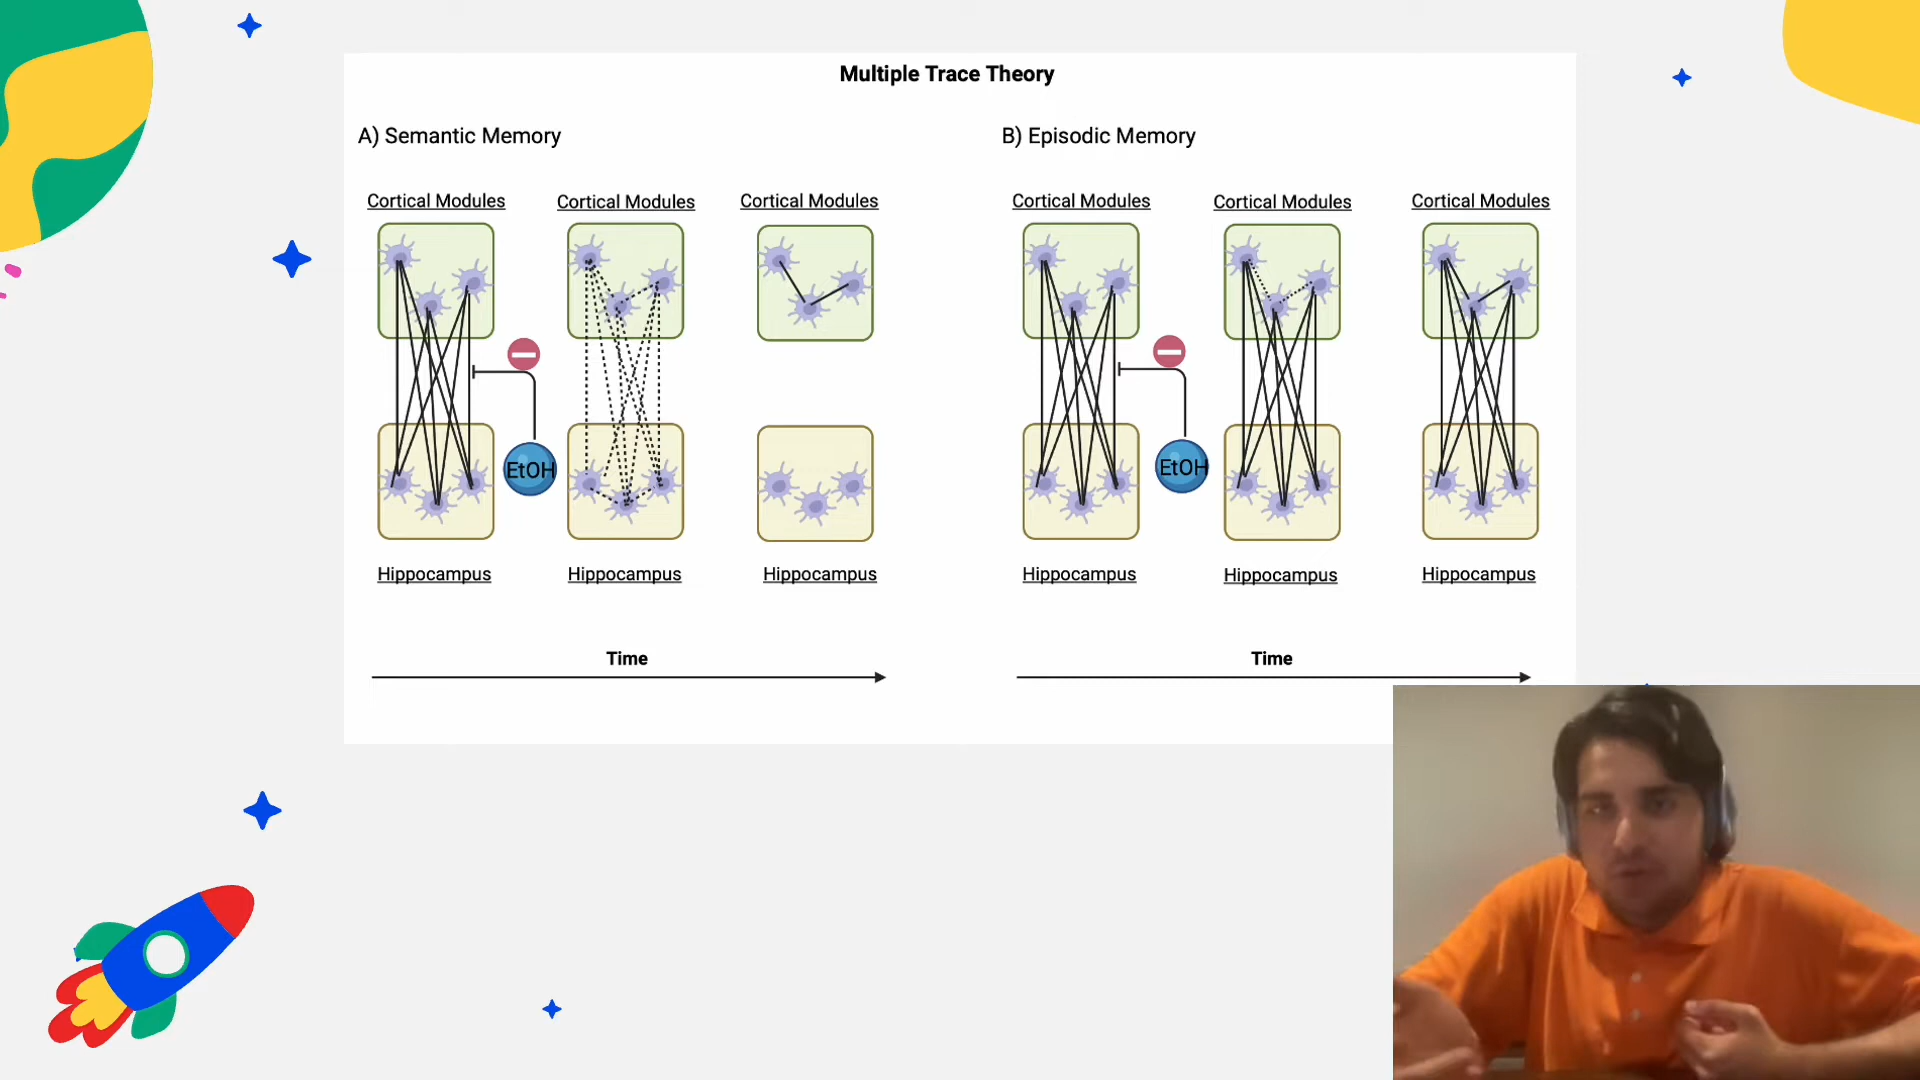 Multiple Trace Theory
A) Semantic Memory
B) Episodic Memory
Cortical Modules
Cortical Modules
Cortical Modules
Cortical Modules
Cortical Modules
Cortical Modules
EtOH
EtOH
Hippocampus
Hippocampus
Hippocampus
Hippocampus
Hippocampus
Hippocampus
Time
Time